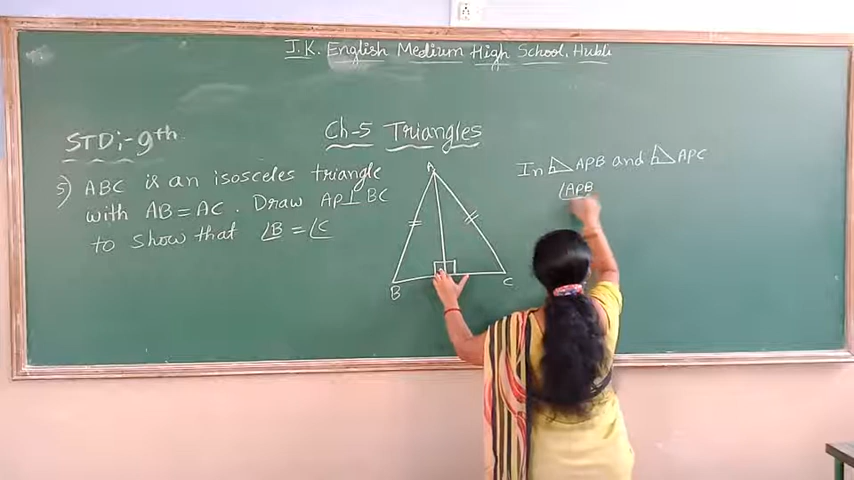 J.K. English Medium High School, Hubli
Ch-5 Triangles
STD:- 9th
5) ABC is an isosceles triangle
with AB = AC. Draw AP⊥BC
to show that ∠B = ∠C
A
B
C
In △APB and △APC
∠APB